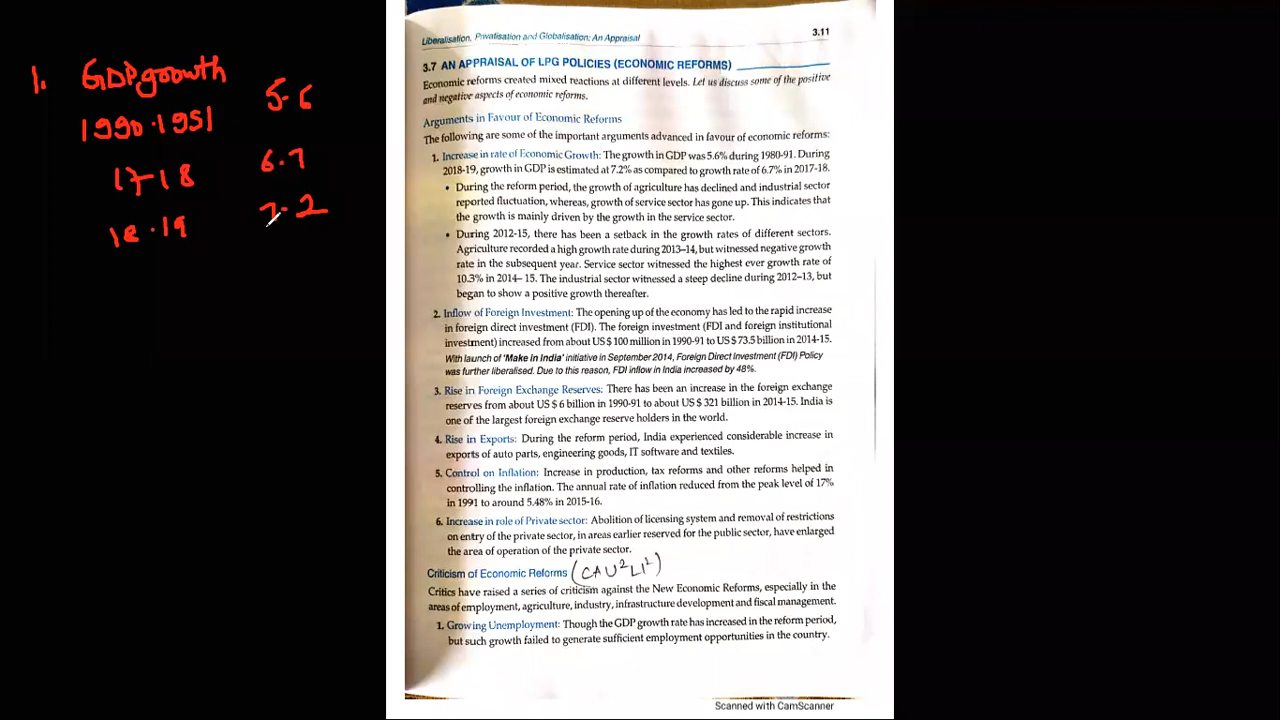 1. GDP growth
1990-1951 5.6
17-18 6.7
18.19 7.2
Liberalisation, Privatisation and Globalisation: An Appraisal 3.11
3.7 AN APPRAISAL OF LPG POLICIES (ECONOMIC REFORMS)
Economic reforms created mixed reactions at different levels. Let us discuss some of the positive
and negative aspects of economic reforms.
Arguments in Favour of Economic Reforms
The following are some of the important arguments advanced in favour of economic reforms:
1. Increase in rate of Economic Growth: The growth in GDP was 5.6% during 1980-91. During
2018-19, growth in GDP is estimated at 7.2% as compared to growth rate of 6.7% in 2017-18.
• During the reform period, the growth of agriculture has declined and industrial sector
reported fluctuation, whereas, growth of service sector has gone up. This indicates that
the growth is mainly driven by the growth in the service sector.
• During 2012-15, there has been a setback in the growth rates of different sectors.
Agriculture recorded a high growth rate during 2013–14, but witnessed negative growth
rate in the subsequent year. Service sector witnessed the highest ever growth rate of
10.3% in 2014– 15. The industrial sector witnessed a steep decline during 2012–13, but
began to show a positive growth thereafter.
2. Inflow of Foreign Investment: The opening up of the economy has led to the rapid increase
in foreign direct investment (FDI). The foreign investment (FDI and foreign institutional
investment) increased from about US $ 100 million in 1990-91 to US $ 73.5 billion in 2014-15.
With launch of 'Make in India' initiative in September 2014, Foreign Direct Investment (FDI) Policy
was further liberalised. Due to this reason, FDI inflow in India increased by 48%.
3. Rise in Foreign Exchange Reserves: There has been an increase in the foreign exchange
reserves from about US $ 6 billion in 1990-91 to about US $ 321 billion in 2014-15. India is
one of the largest foreign exchange reserve holders in the world.
4. Rise in Exports: During the reform period, India experienced considerable increase in
exports of auto parts, engineering goods, IT software and textiles.
5. Control on Inflation: Increase in production, tax reforms and other reforms helped in
controlling the inflation. The annual rate of inflation reduced from the peak level of 17%
in 1991 to around 5.48% in 2015-16.
6. Increase in role of Private sector: Abolition of licensing system and removal of restrictions
on entry of the private sector, in areas earlier reserved for the public sector, have enlarged
the area of operation of the private sector.
Criticism of Economic Reforms (CAU²LI²)
Critics have raised a series of criticism against the New Economic Reforms, especially in the
areas of employment, agriculture, industry, infrastructure development and fiscal management.
1. Growing Unemployment: Though the GDP growth rate has increased in the reform period,
but such growth failed to generate sufficient employment opportunities in the country.
Scanned with CamScanner